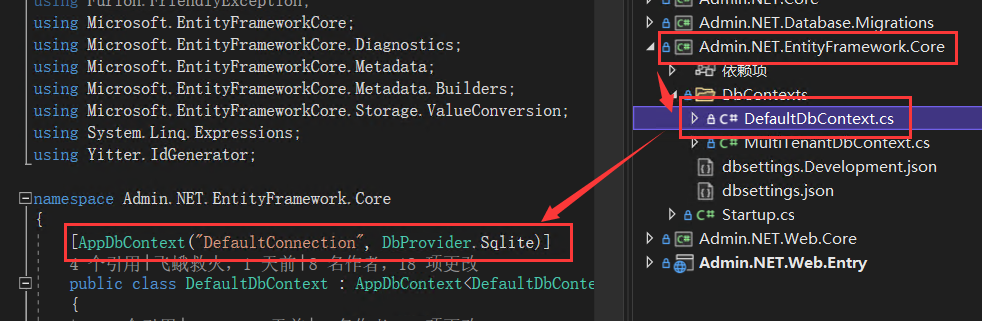 using Furion.FriendlyException;
using Microsoft.EntityFrameworkCore;
using Microsoft.EntityFrameworkCore.Diagnostics;
using Microsoft.EntityFrameworkCore.Metadata;
using Microsoft.EntityFrameworkCore.Metadata.Builders;
using Microsoft.EntityFrameworkCore.Storage.ValueConversion;
using System.Linq.Expressions;
using Yitter.IdGenerator;
namespace Admin.NET.EntityFramework.Core
{
[AppDbContext("DefaultConnection", DbProvider.Sqlite)]
4 个引用|飞蛾救火，1 天前|8 名作者，18 项更改
public class DefaultDbContext : AppDbContext<DefaultDbConte
{
C# Admin.NET.Core
C# Admin.NET.Database.Migrations
C# Admin.NET.EntityFramework.Core
依赖项
DbContexts
C# DefaultDbContext.cs
C# MultiTenantDbContext.cs
dbsettings.Development.json
dbsettings.json
C# Startup.cs
C# Admin.NET.Web.Core
Admin.NET.Web.Entry